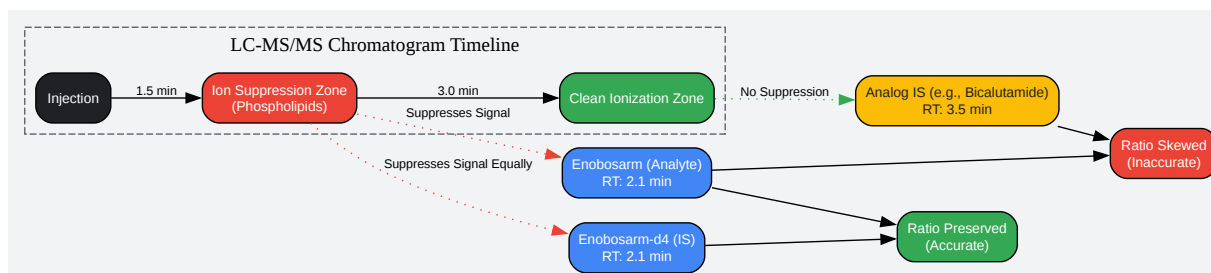 LC-MS/MS Chromatogram Timeline
Injection
1.5 min
Ion Suppression Zone
(Phospholipids)
3.0 min
Clean Ionization Zone
No Suppression
Analog IS (e.g., Bicalutamide)
RT: 3.5 min
Suppresses Signal
Suppresses Signal Equally
Enobosarm (Analyte)
RT: 2.1 min
Ratio Skewed
(Inaccurate)
Enobosarm-d4 (IS)
RT: 2.1 min
Ratio Preserved
(Accurate)